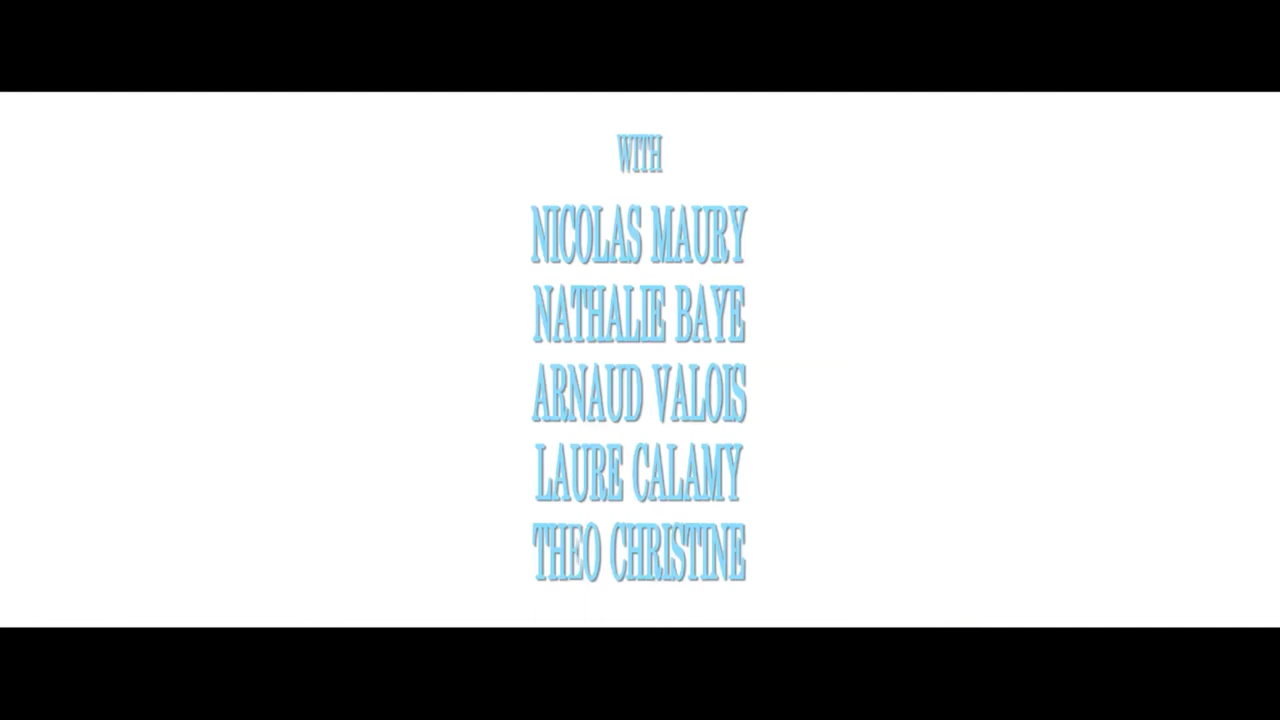 WITH
NICOLAS MAURY
NATHALIE BAYE
ARNAUD VALOIS
LAURE CALAMY
THEO CHRISTINE